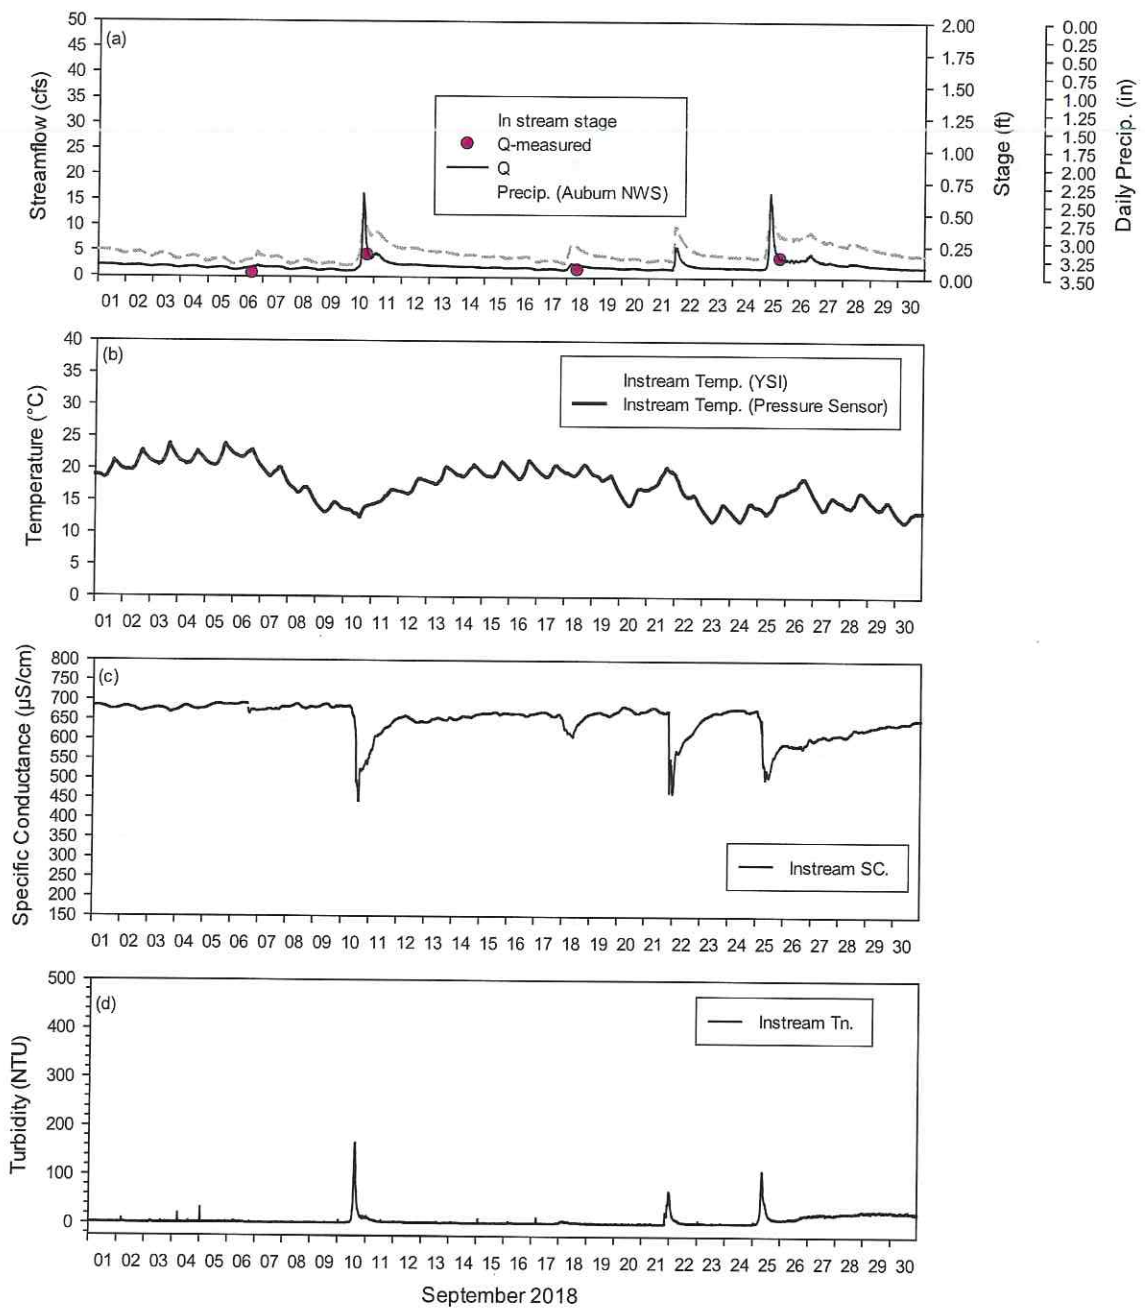 (a)
Streamflow (cfs)
50
45
40
35
30
25
20
15
10
5
0
In stream stage
Q-measured
Q
Precip. (Auburn NWS)
2.00
1.75
1.50
1.25
1.00
0.75
0.50
0.25
0.00
Stage (ft)
0.00
0.25
0.50
0.75
1.00
1.25
1.50
1.75
2.00
2.25
2.50
2.75
3.00
3.25
3.50
Daily Precip. (in)
01 02 03 04 05 06 07 08 09 10 11 12 13 14 15 16 17 18 19 20 21 22 23 24 25 26 27 28 29 30
(b)
Temperature (°C)
40
35
30
25
20
15
10
5
0
Instream Temp. (YSI)
Instream Temp. (Pressure Sensor)
01 02 03 04 05 06 07 08 09 10 11 12 13 14 15 16 17 18 19 20 21 22 23 24 25 26 27 28 29 30
(c)
Specific Conductance (µS/cm)
800
750
700
650
600
550
500
450
400
350
300
250
200
150
Instream SC.
01 02 03 04 05 06 07 08 09 10 11 12 13 14 15 16 17 18 19 20 21 22 23 24 25 26 27 28 29 30
(d)
Turbidity (NTU)
500
400
300
200
100
0
Instream Tn.
01 02 03 04 05 06 07 08 09 10 11 12 13 14 15 16 17 18 19 20 21 22 23 24 25 26 27 28 29 30
September 2018